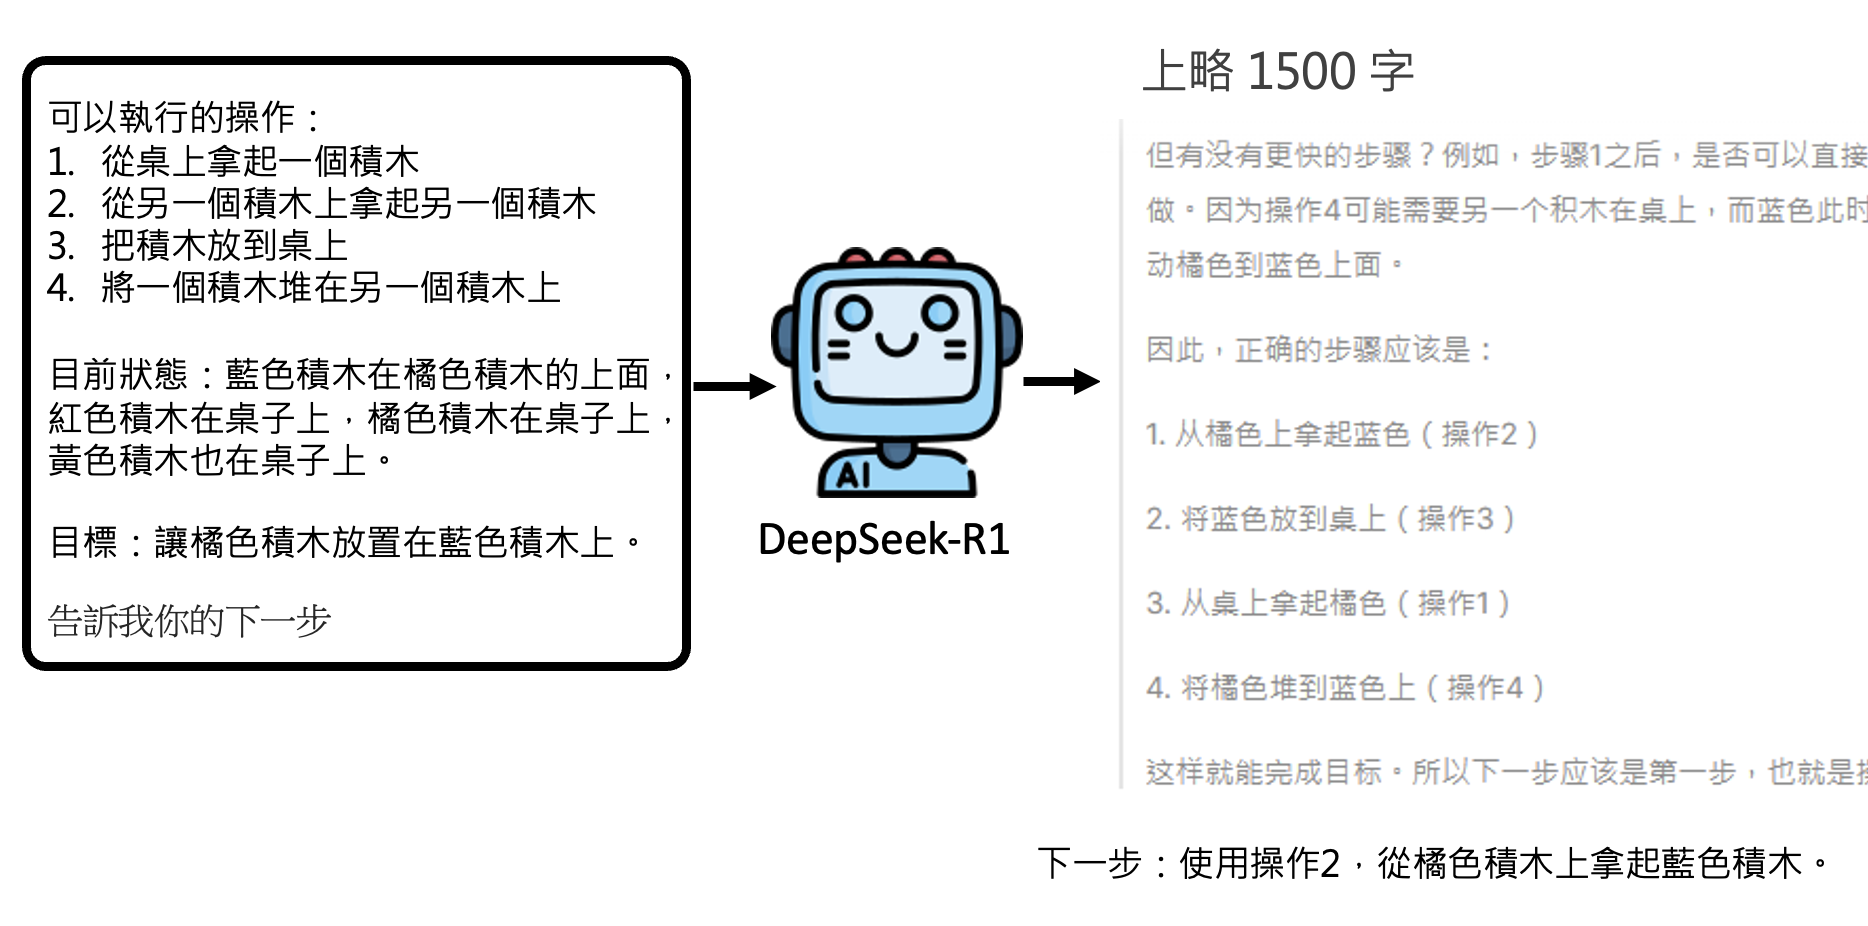 可以執行的操作：
1. 從桌上拿起一個積木
2. 從另一個積木上拿起另一個積木
3. 把積木放到桌上
4. 將一個積木堆在另一個積木上
目前狀態：藍色積木在橘色積木的上面，
紅色積木在桌子上，橘色積木在桌子上，
黃色積木也在桌子上。
目標：讓橘色積木放置在藍色積木上。
告訴我你的下一步
AI
DeepSeek-R1
上略 1500 字
但有没有更快的步骤？例如，步骤1之后，是否可以直接
做。因为操作4可能需要另一个积木在桌上，而蓝色此时
动橘色到蓝色上面。
因此，正确的步骤应该是：
1. 从橘色上拿起蓝色（操作2）
2. 将蓝色放到桌上（操作3）
3. 从桌上拿起橘色（操作1）
4. 将橘色堆到蓝色上（操作4）
这样就能完成目标。所以下一步应该是第一步，也就是
下一步：使用操作2，從橘色積木上拿起藍色積木。